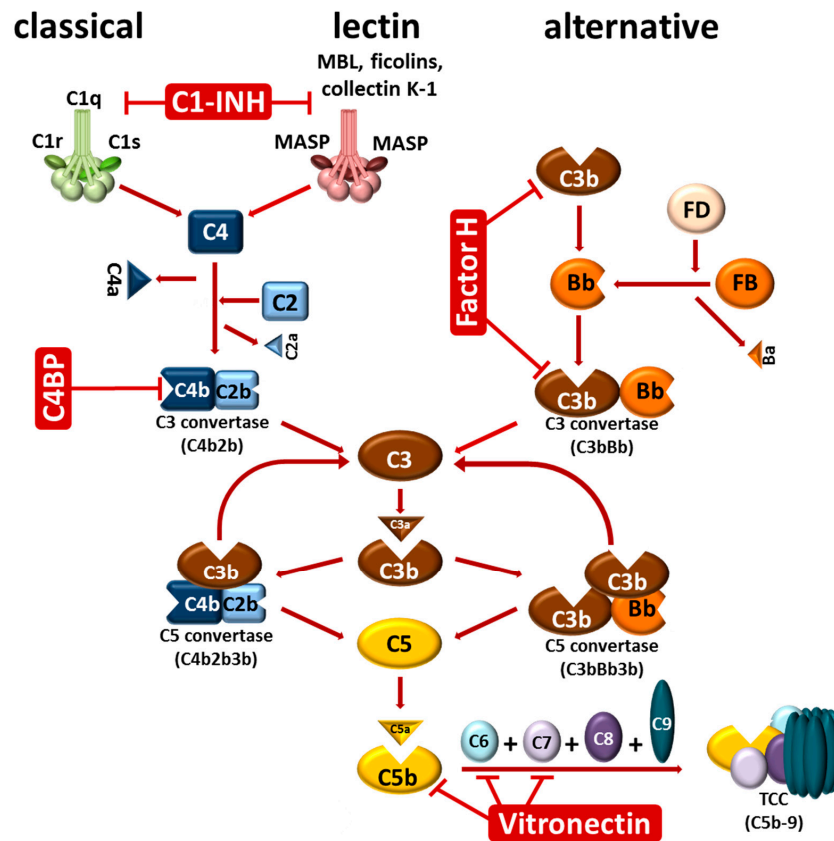 classical
lectin
alternative
MBL, ficolins,
collectin K-1
C1q
C1-INH
C1r
C1s
MASP
MASP
C3b
FD
C4
Factor H
C4a
Bb
FB
C2
C2a
Ba
C4BP
C4b
C2b
C3b
Bb
C3 convertase
(C4b2b)
C3 convertase
(C3bBb)
C3
C3a
C3b
C3b
C3b
C4b
C2b
C3b
Bb
C5 convertase
(C4b2b3b)
C5
C5 convertase
(C3bBb3b)
C5a
C5b
C6
+
C7
+
C8
+
C9
TCC
(C5b-9)
Vitronectin